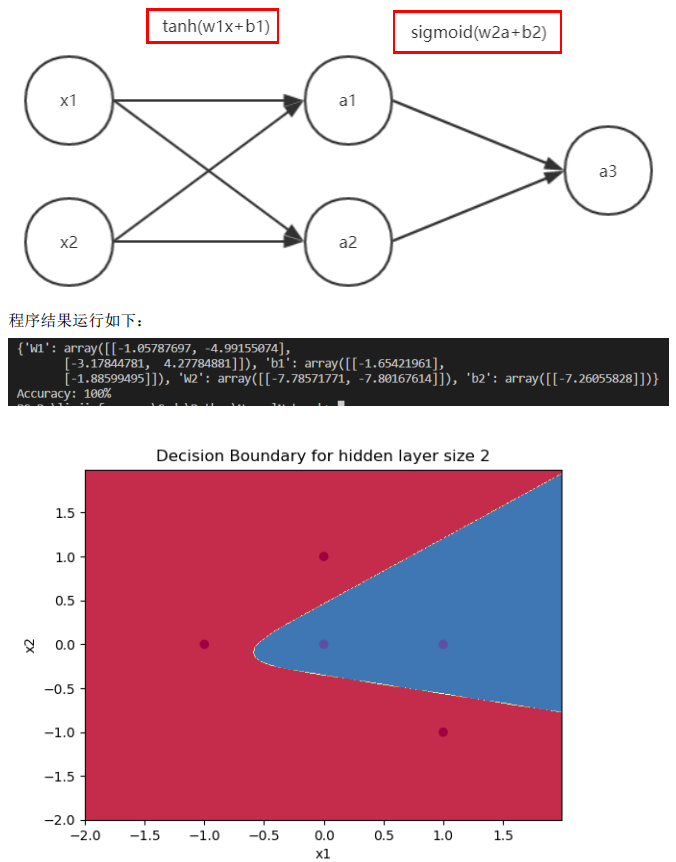 tanh(w1x+b1)
sigmoid(w2a+b2)
x1
a1
a3
x2
a2
程序结果运行如下：
{'W1': array([[-1.05787697, -4.99155074],
[-3.17844781,  4.27784881]]), 'b1': array([[-1.65421961],
[-1.88599495]]), 'W2': array([[-7.78571771, -7.80167614]]), 'b2': array([[-7.26055828]])}
Accuracy: 100%
Decision Boundary for hidden layer size 2
1.5
1.0
0.5
0.0
−0.5
−1.0
−1.5
−2.0
x2
−2.0 −1.5 −1.0 −0.5 0.0 0.5 1.0 1.5
x1